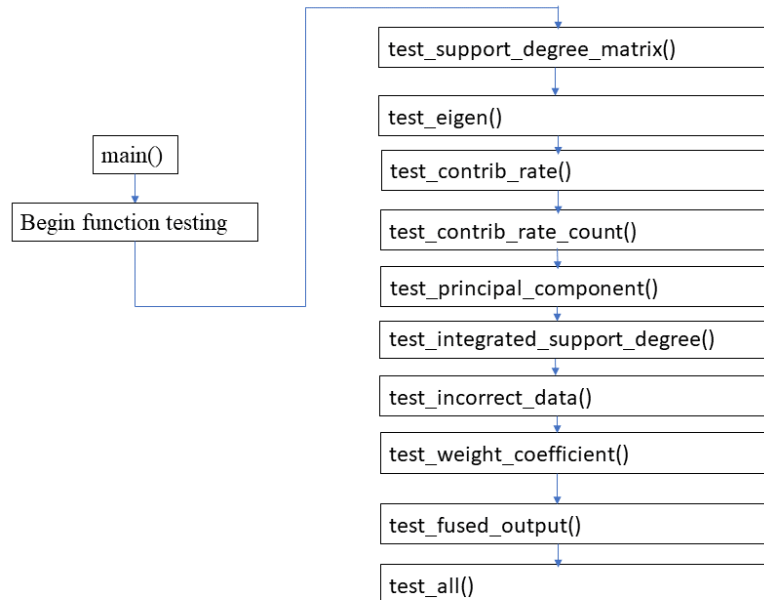 main()
Begin function testing
test_support_degree_matrix()
test_eigen()
test_contrib_rate()
test_contrib_rate_count()
test_principal_component()
test_integrated_support_degree()
test_incorrect_data()
test_weight_coefficient()
test_fused_output()
test_all()